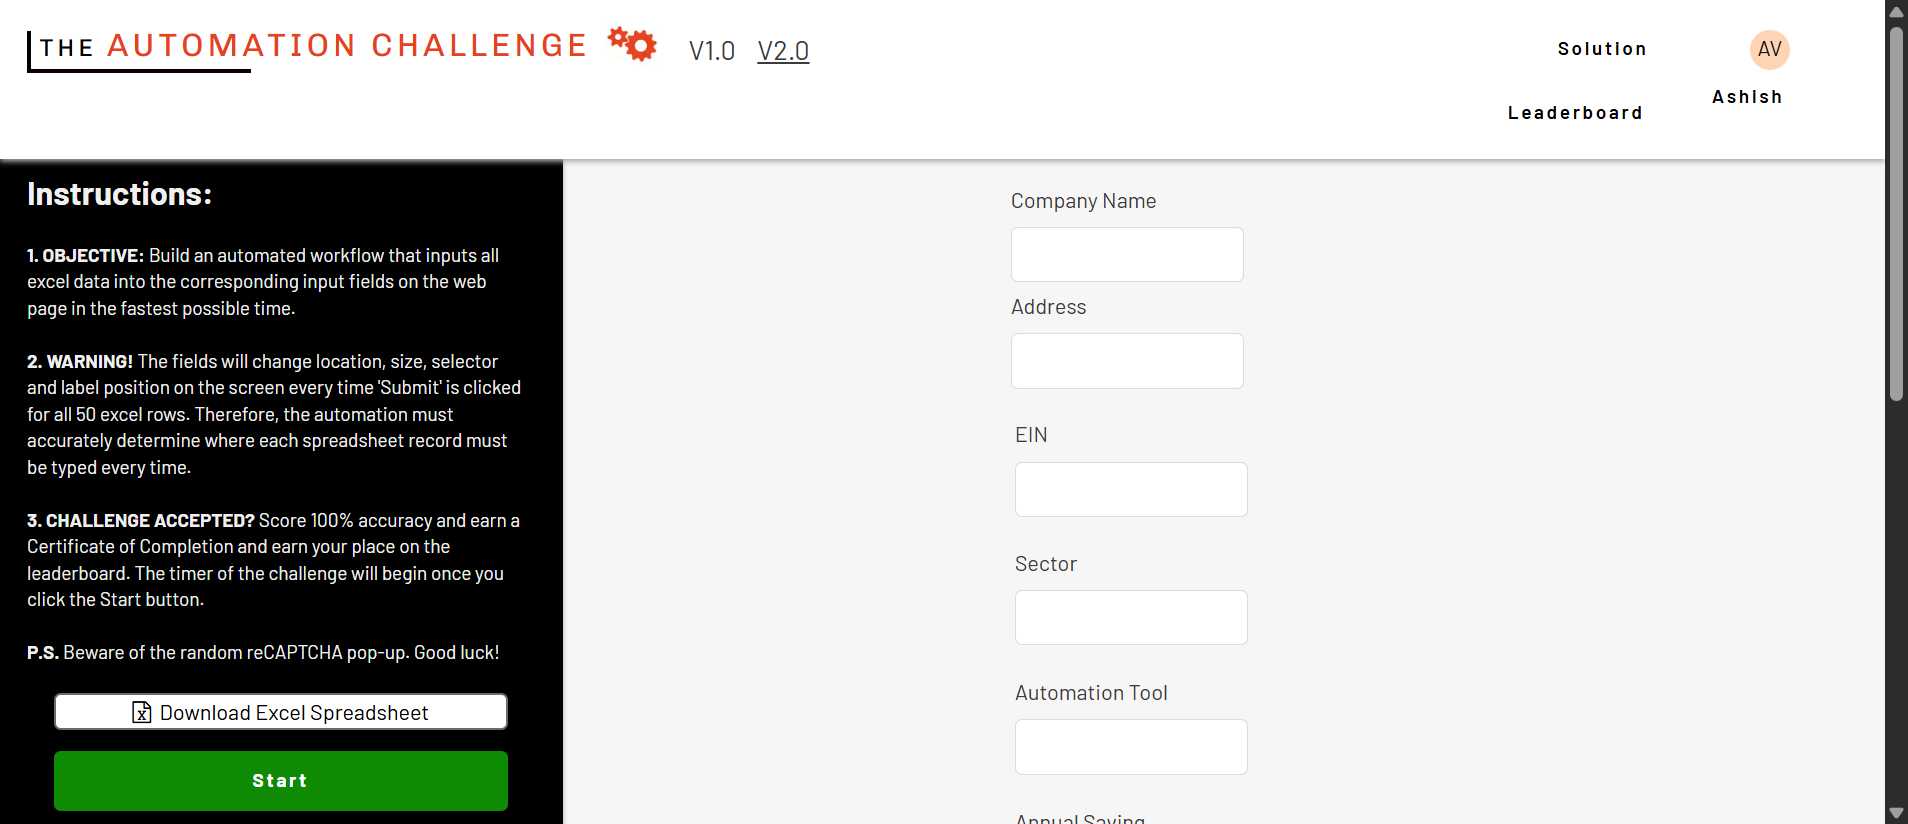 THE AUTOMATION CHALLENGE
V1.0 V2.0
Solution
AV
Ashish
Leaderboard
Instructions:
1. OBJECTIVE: Build an automated workflow that inputs all
excel data into the corresponding input fields on the web
page in the fastest possible time.
2. WARNING! The fields will change location, size, selector
and label position on the screen every time 'Submit' is clicked
for all 50 excel rows. Therefore, the automation must
accurately determine where each spreadsheet record must
be typed every time.
3. CHALLENGE ACCEPTED? Score 100% accuracy and earn a
Certificate of Completion and earn your place on the
leaderboard. The timer of the challenge will begin once you
click the Start button.
P.S. Beware of the random reCAPTCHA pop-up. Good luck!
Download Excel Spreadsheet
Start
Company Name
Address
EIN
Sector
Automation Tool
Annual Saving